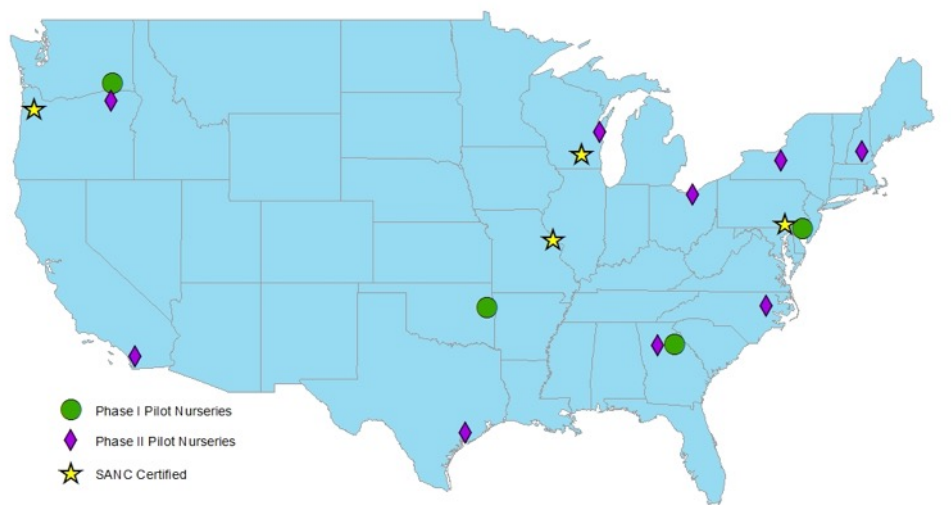 Phase I Pilot Nurseries
Phase II Pilot Nurseries
SANC Certified